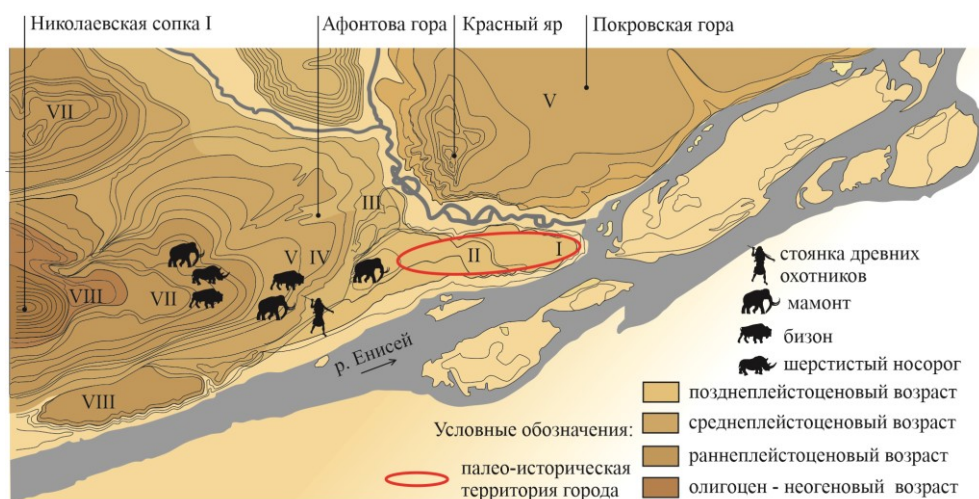 Николаевская сопка I
Афонтова гора
Красный яр
Покровская гора
VII
V
III
V
IV
II
I
VIII
VII
VIII
р. Енисей
стоянка древних
охотников
мамонт
бизон
шерстистый носорог
Условные обозначения:
палео-историческая
территория города
позднеплейстоценовый возраст
среднеплейстоценовый возраст
раннеплейстоценовый возраст
олигоцен - неогеновый возраст